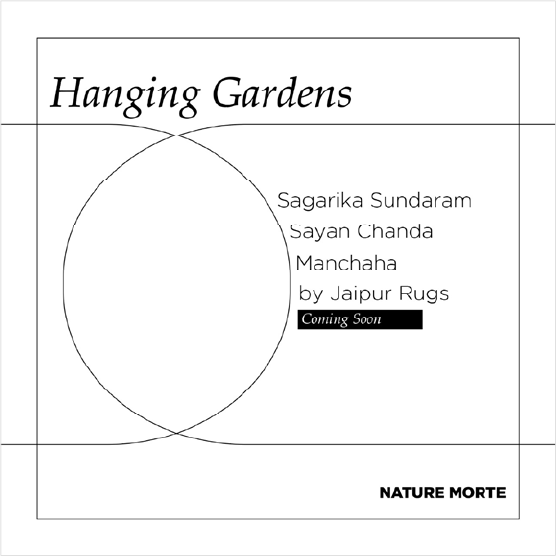 Hanging Gardens
Sagarika Sundaram
Sayan Chanda
Manchaha
by Jaipur Rugs
Coming Soon
NATURE MORTE